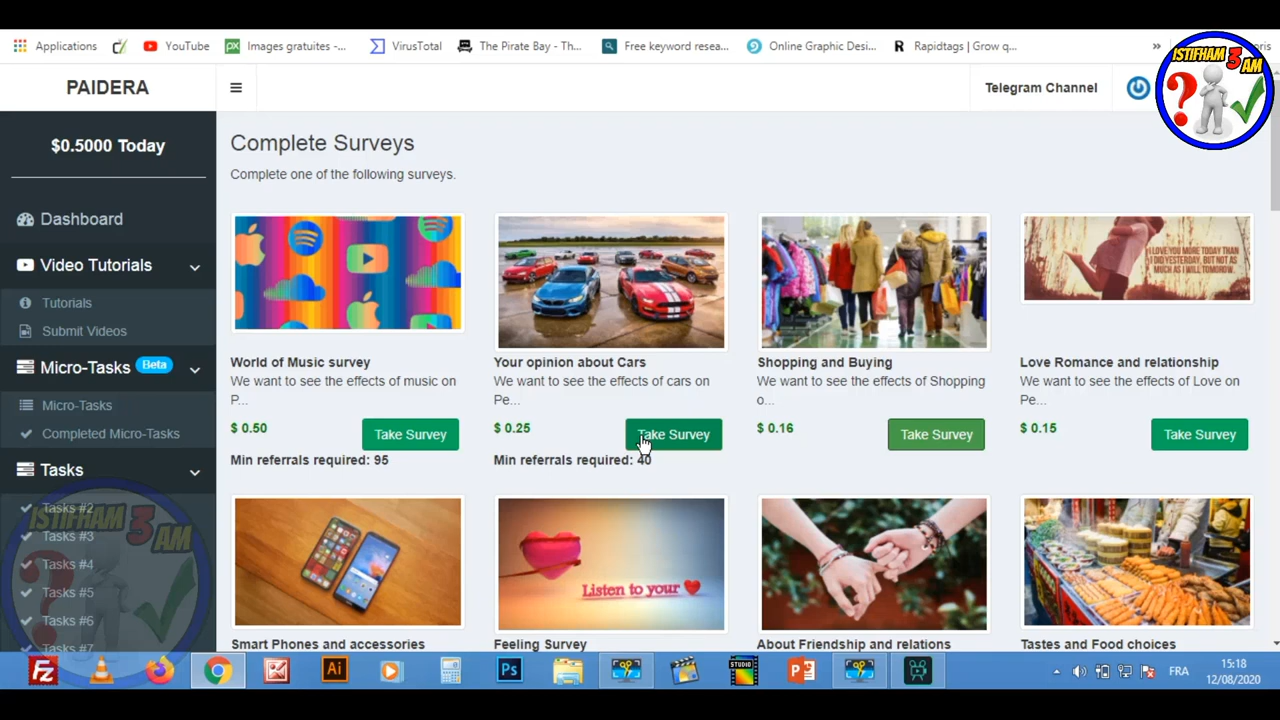 Applications
YouTube
Images gratuites -...
VirusTotal
The Pirate Bay - Th...
Free keyword resea...
Online Graphic Desi...
Rapidtags | Grow q...
»
ISTIFHAM 3 AM
PAIDERA
Telegram Channel
$0.5000 Today
Complete Surveys
Complete one of the following surveys.
Dashboard
Video Tutorials
Tutorials
Submit Videos
Micro-Tasks Beta
Micro-Tasks
Completed Micro-Tasks
Tasks
Tasks #2
Tasks #3
Tasks #4
Tasks #5
Tasks #6
Tasks #7
ISTIFHAM 3 AM
World of Music survey
We want to see the effects of music on
P...
$ 0.50
Take Survey
Min referrals required: 95
Your opinion about Cars
We want to see the effects of cars on
Pe...
$ 0.25
Take Survey
Min referrals required: 40
Shopping and Buying
We want to see the effects of Shopping
o...
$ 0.16
Take Survey
I LOVE YOU MORE TODAY THAN
I DID YESTERDAY, BUT NOT AS
MUCH AS I WILL TOMORROW.
Love Romance and relationship
We want to see the effects of Love on
Pe...
$ 0.15
Take Survey
Smart Phones and accessories
Listen to your
Feeling Survey
About Friendship and relations
Tastes and Food choices
Fz
Ai
Ps
STUDIO
FRA
15:18
12/08/2020